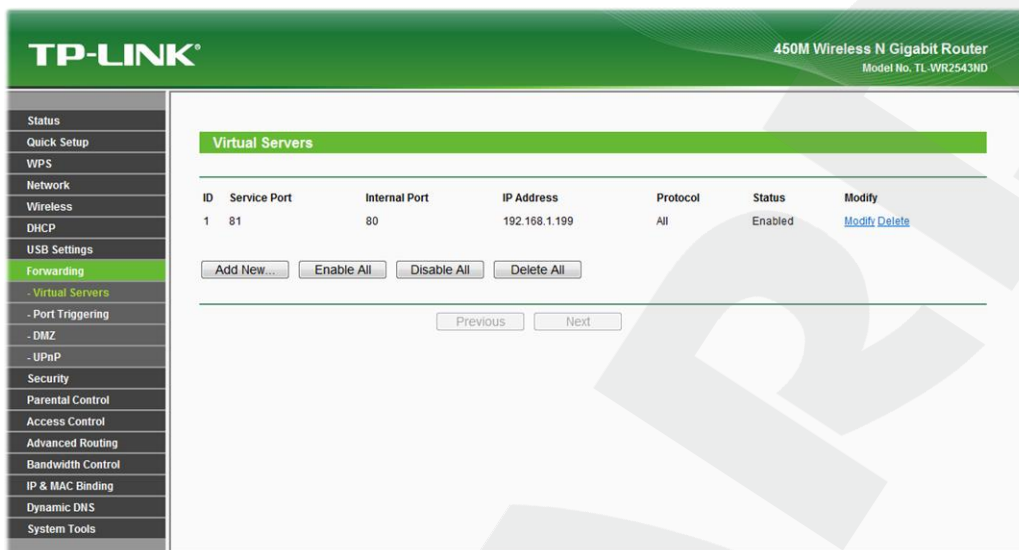 TP-LINK®
450M Wireless N Gigabit Router
Model No. TL-WR2543ND
Status
Quick Setup
WPS
Network
Wireless
DHCP
USB Settings
Forwarding
- Virtual Servers
- Port Triggering
- DMZ
- UPnP
Security
Parental Control
Access Control
Advanced Routing
Bandwidth Control
IP & MAC Binding
Dynamic DNS
System Tools
Virtual Servers
ID Service Port Internal Port IP Address Protocol Status Modify
1 81 80 192.168.1.199 All Enabled Modify Delete
Add New... Enable All Disable All Delete All
Previous Next